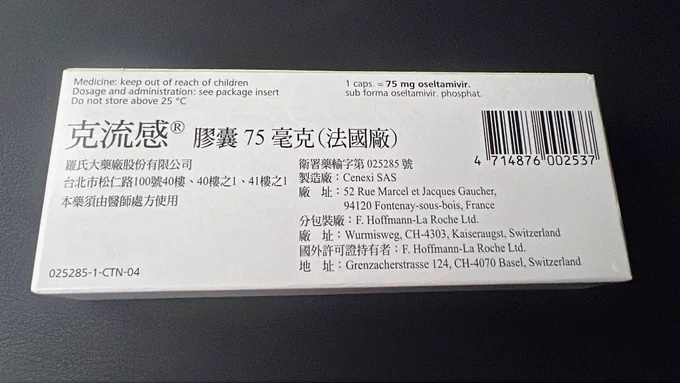 Medicine: keep out of reach of children
Dosage and administration: see package insert
Do not store above 25 °C
1 caps. = 75 mg oseltamivir.
sub forma oseltamivir. phosphat.
克流感® 膠囊 75 毫克(法國廠)
羅氏大藥廠股份有限公司
台北市松仁路100號40樓、40樓之1、41樓之1
本藥須由醫師處方使用
衛署藥輸字第 025285 號
製造廠:Cenexi SAS
廠 址:52 Rue Marcel et Jacques Gaucher,
94120 Fontenay-sous-bois, France
分包裝廠:F. Hoffmann-La Roche Ltd.
廠 址:Wurmisweg, CH-4303, Kaiseraugst, Switzerland
國外許可證持有者:F. Hoffmann-La Roche Ltd.
地 址:Grenzacherstrasse 124, CH-4070 Basel, Switzerland
4 714876 002537
025285-1-CTN-04